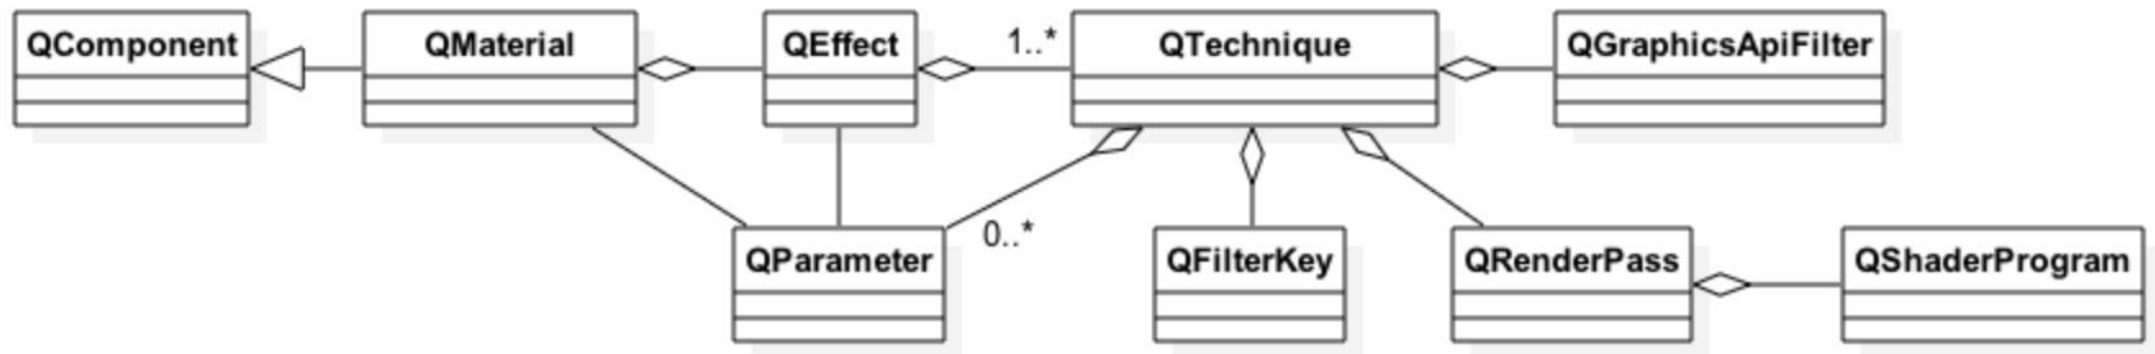 QComponent
QMaterial
QEffect
1..*
QTechnique
QGraphicsApiFilter
QParameter
0..*
QFilterKey
QRenderPass
QShaderProgram